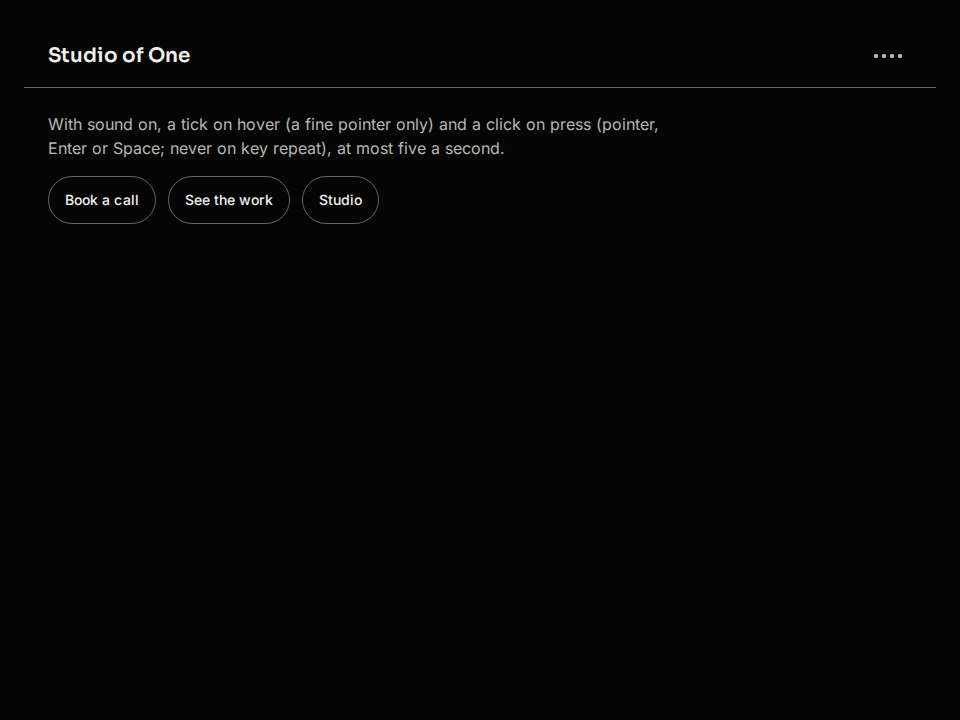 Studio of One
With sound on, a tick on hover (a fine pointer only) and a click on press (pointer,
Enter or Space; never on key repeat), at most five a second.
Book a call
See the work
Studio